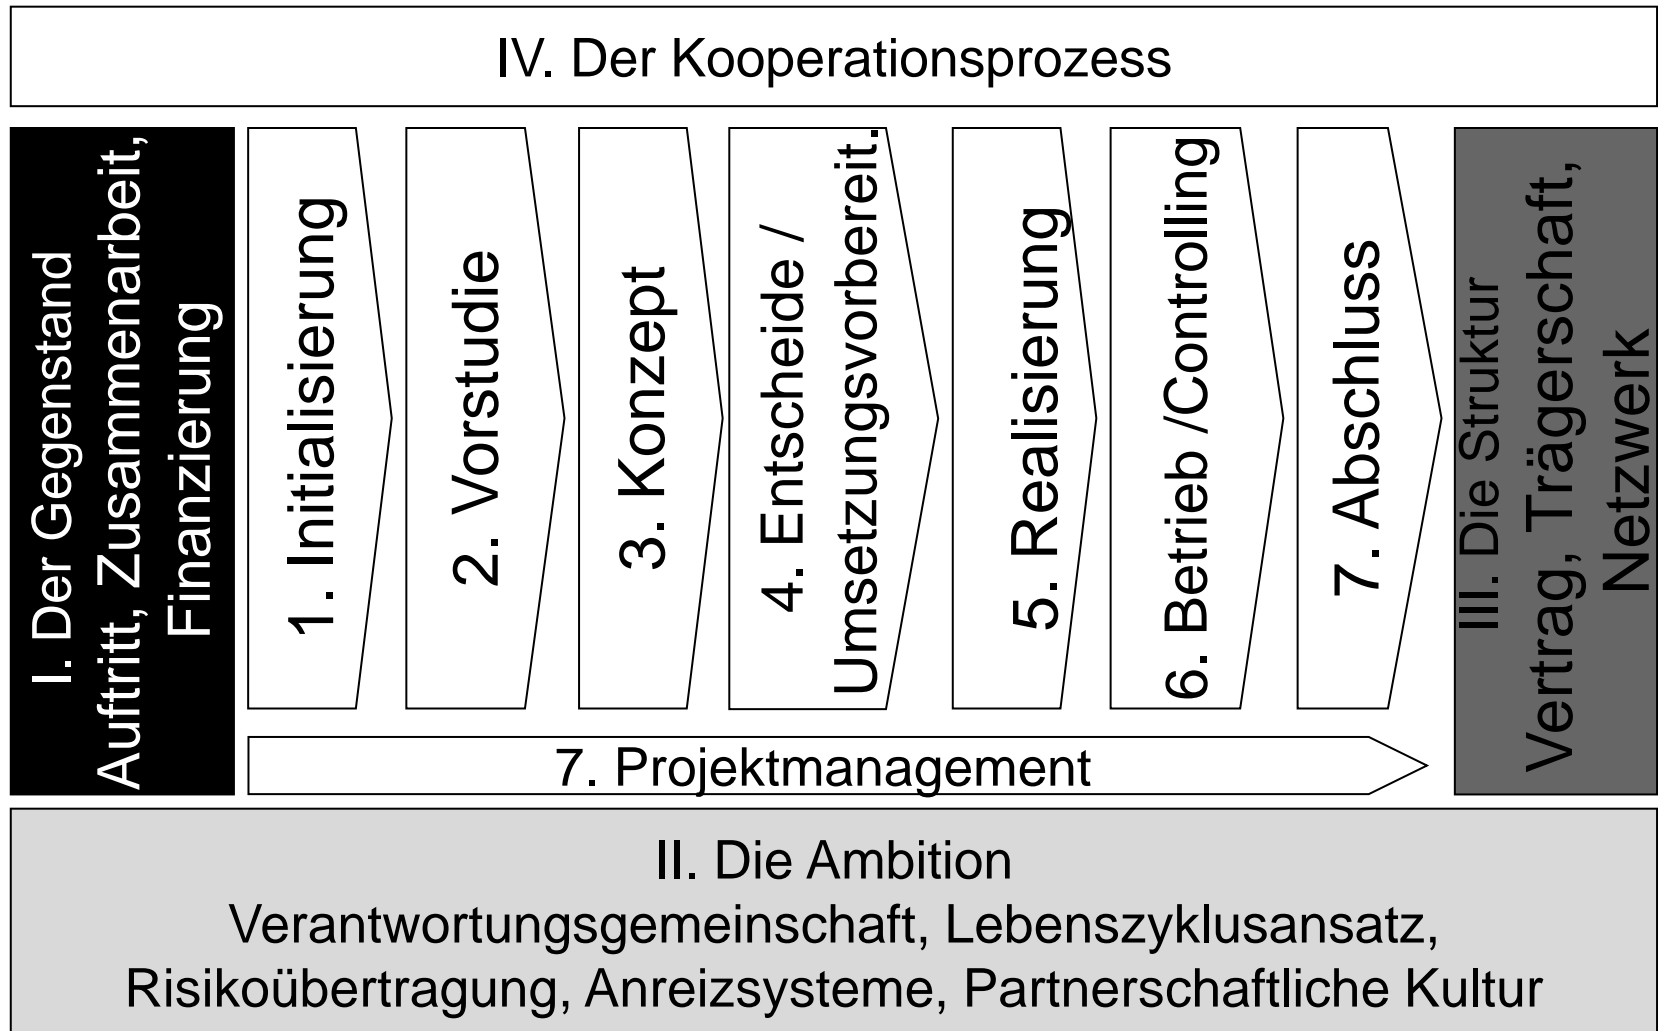 IV. Der Kooperationsprozess
I. Der Gegenstand
Auftritt, Zusammenarbeit,
Finanzierung
1. Initialisierung
2. Vorstudie
3. Konzept
4. Entscheide /
Umsetzungsvorbereit.
5. Realisierung
6. Betrieb /Controlling
7. Abschluss
III. Die Struktur
Vertrag, Trägerschaft,
Netzwerk
7. Projektmanagement
II. Die Ambition
Verantwortungsgemeinschaft, Lebenszyklusansatz,
Risikoübertragung, Anreizsysteme, Partnerschaftliche Kultur